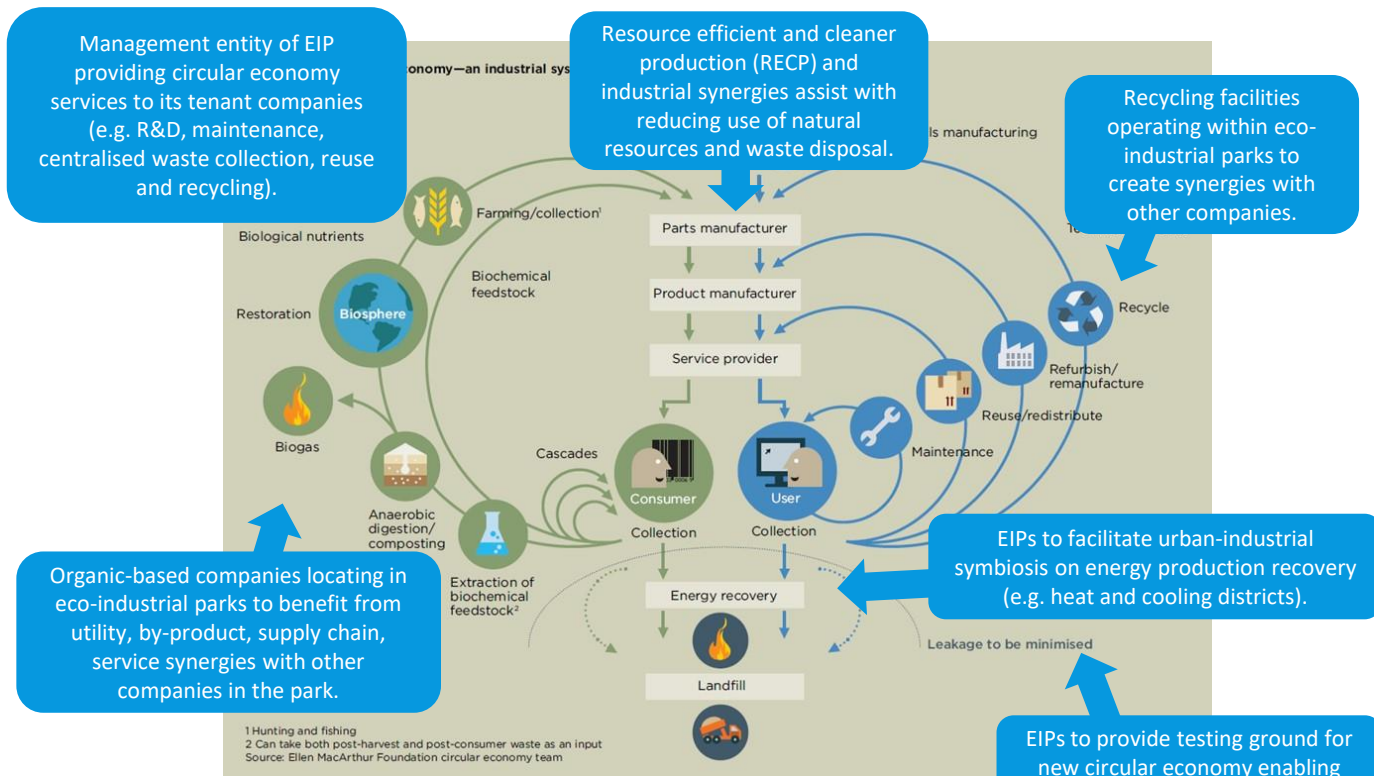 Management entity of EIP
providing circular economy
services to its tenant companies
(e.g. R&D, maintenance,
centralised waste collection, reuse
and recycling).
Resource efficient and cleaner
production (RECP) and
industrial synergies assist with
reducing use of natural
resources and waste disposal.
Recycling facilities
operating within eco-
industrial parks to
create synergies with
other companies.
an industrial
manufacturing
Farming/collection¹
Biological nutrients
Parts manufacturer
Biochemical
feedstock
Product manufacturer
Restoration
Biosphere
Recycle
Service provider
Refurbish/
remanufacture
Reuse/redistribute
Biogas
Cascades
Maintenance
Consumer
User
Anaerobic
digestion/
composting
Collection
Collection
Extraction of
biochemical
feedstock²
Energy recovery
EIPs to facilitate urban-industrial
symbiosis on energy production recovery
(e.g. heat and cooling districts).
Organic-based companies locating in
eco-industrial parks to benefit from
utility, by-product, supply chain,
service synergies with other
companies in the park.
Leakage to be minimised
Landfill
1 Hunting and fishing
2 Can take both post-harvest and post-consumer waste as an input
Source: Ellen MacArthur Foundation circular economy team
EIPs to provide testing ground for
new circular economy enabling